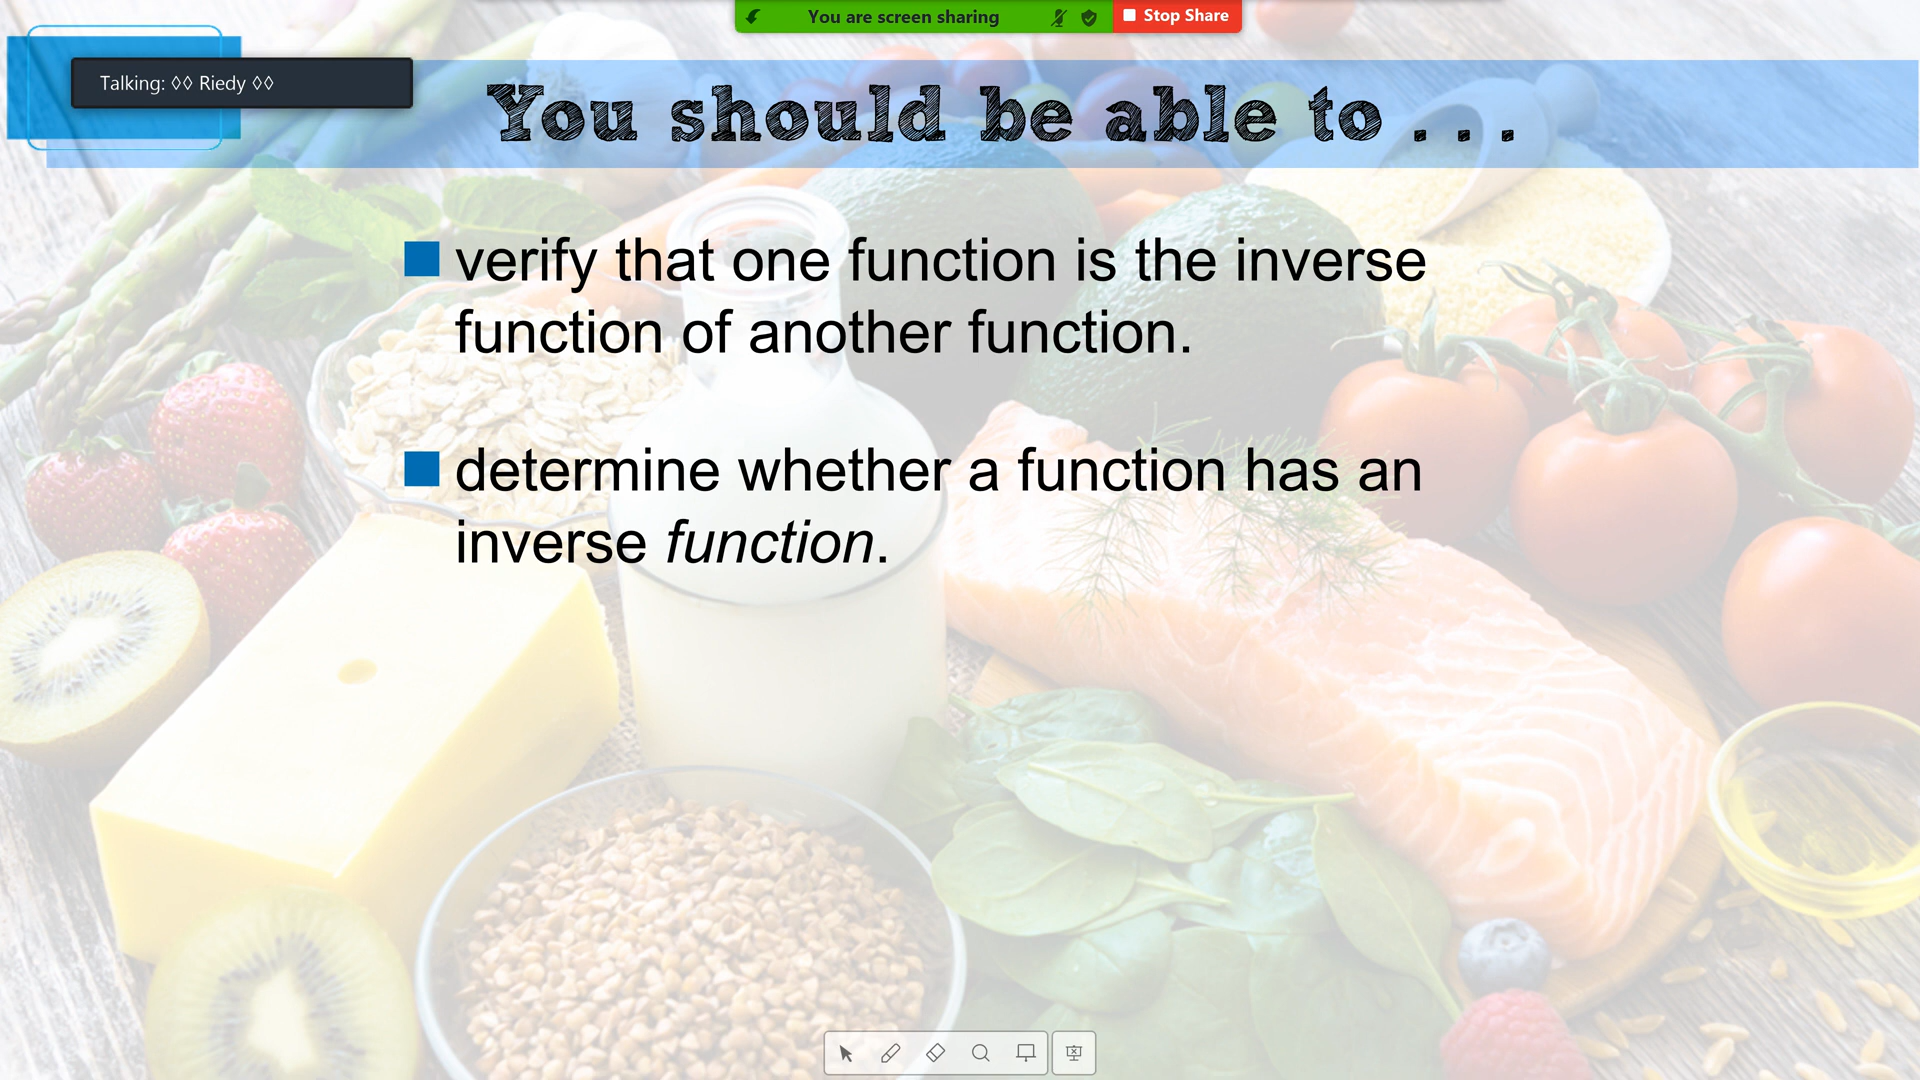 You are screen sharing
Stop Share
Talking: ◊◊ Riedy ◊◊
You should be able to . . .
verify that one function is the inverse
function of another function.
determine whether a function has an
inverse function.